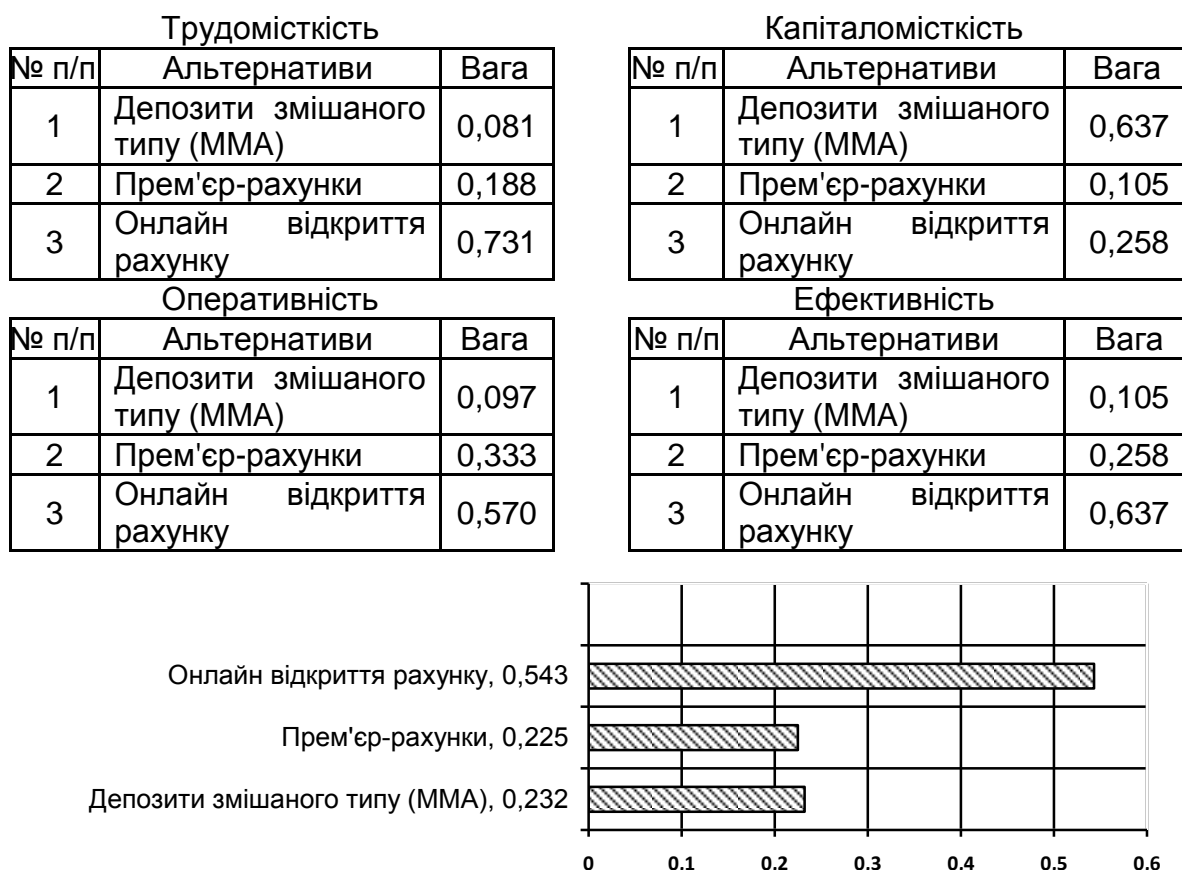 Трудомісткість
№ п/п Альтернативи Вага
1 Депозити змішаного типу (ММА) 0,081
2 Прем'єр-рахунки 0,188
3 Онлайн відкриття рахунку 0,731
Капіталомісткість
№ п/п Альтернативи Вага
1 Депозити змішаного типу (ММА) 0,637
2 Прем'єр-рахунки 0,105
3 Онлайн відкриття рахунку 0,258
Оперативність
№ п/п Альтернативи Вага
1 Депозити змішаного типу (ММА) 0,097
2 Прем'єр-рахунки 0,333
3 Онлайн відкриття рахунку 0,570
Ефективність
№ п/п Альтернативи Вага
1 Депозити змішаного типу (ММА) 0,105
2 Прем'єр-рахунки 0,258
3 Онлайн відкриття рахунку 0,637
Онлайн відкриття рахунку, 0,543
Прем'єр-рахунки, 0,225
Депозити змішаного типу (ММА), 0,232
0 0.1 0.2 0.3 0.4 0.5 0.6